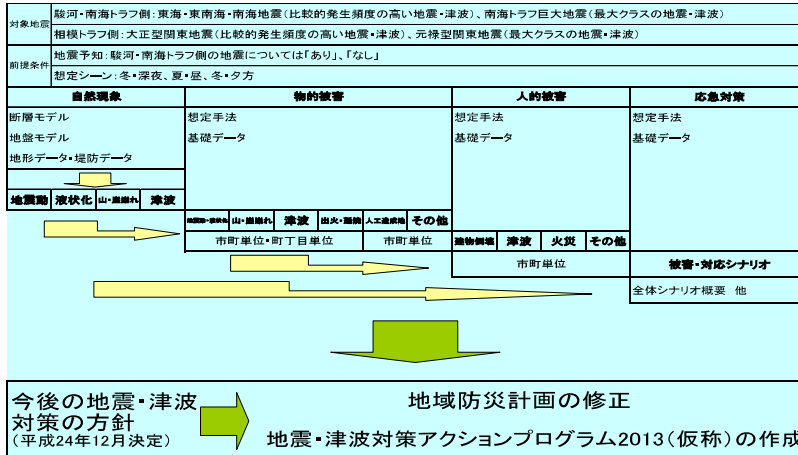 対象地震
駿河・南海トラフ側：東海・東南海・南海地震（比較的発生頻度の高い地震・津波）、南海トラフ巨大地震（最大クラスの地震・津波）
相模トラフ側：大正型関東地震（比較的発生頻度の高い地震・津波）、元禄型関東地震（最大クラスの地震・津波）
前提条件
地震予知：駿河・南海トラフ側の地震については「あり」、「なし」
想定シーン：冬・深夜、夏・昼、冬・夕方
自然現象 物的被害 人的被害 応急対策
断層モデル 想定手法 想定手法 想定手法
地盤モデル 基礎データ 基礎データ 基礎データ
地形データ・堤防データ
地震動 液状化 山・崖崩れ 津波
地震動・液状化 山・崖崩れ 津波 出火・延焼 人工造成地 その他
市町単位・町丁目単位 市町単位 建物倒壊 津波 火災 その他
市町単位 被害・対応シナリオ
全体シナリオ概要 他
今後の地震・津波
対策の方針
（平成24年12月決定）
地域防災計画の修正
地震・津波対策アクションプログラム2013（仮称）の作成